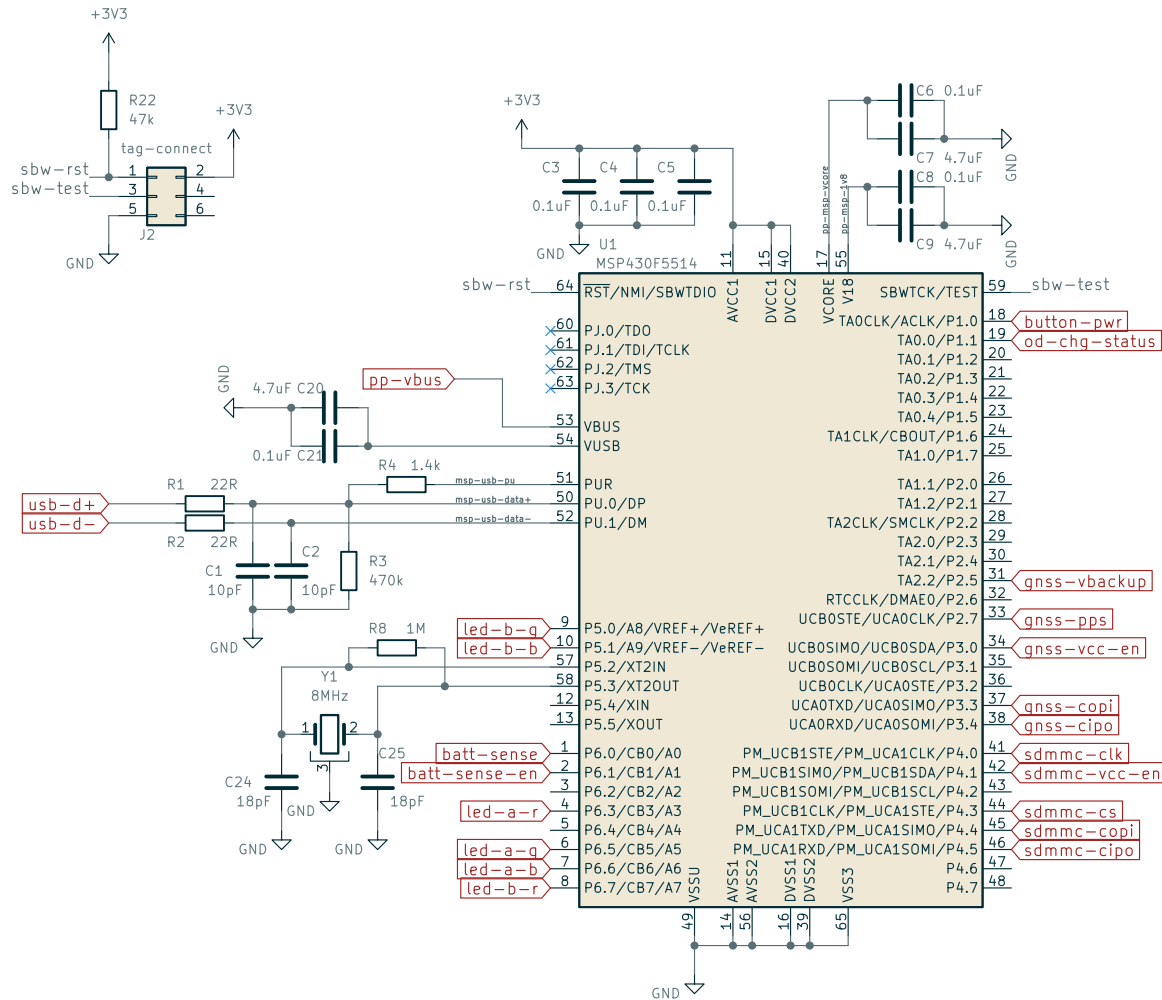 +3V3
R22
47k
+3V3
tag-connect
sbw-rst
1
2
sbw-test
3
4
5
6
J2
GND
+3V3
C3
C4
C5
0.1uF
0.1uF
0.1uF
GND
C6 0.1uF
C7 4.7uF
GND
C8 0.1uF
C9 4.7uF
GND
pp-msp-vcore
pp-msp-1v8
U1
MSP430F5514
11
15
40
17
55
AVCC1
DVCC1
DVCC2
VCORE
V18
sbw-rst
64
RST/NMI/SBWTDIO
60
PJ.0/TDO
61
PJ.1/TDI/TCLK
62
PJ.2/TMS
63
PJ.3/TCK
pp-vbus
53
VBUS
54
VUSB
GND
4.7uF C20
0.1uF C21
R4 1.4k
msp-usb-pu
51
PUR
usb-d+
R1 22R
msp-usb-data+
50
PU.0/DP
usb-d-
R2 22R
msp-usb-data-
52
PU.1/DM
C1
10pF
C2
10pF
R3
470k
GND
led-b-g
9
P5.0/A8/VREF+/VeREF+
led-b-b
10
P5.1/A9/VREF-/VeREF-
R8 1M
57
P5.2/XT2IN
58
P5.3/XT2OUT
12
P5.4/XIN
13
P5.5/XOUT
Y1
8MHz
1
2
3
C24
18pF
GND
C25
18pF
GND
GND
batt-sense
1
P6.0/CB0/A0
batt-sense-en
2
P6.1/CB1/A1
3
P6.2/CB2/A2
led-a-r
4
P6.3/CB3/A3
5
P6.4/CB4/A4
led-a-g
6
P6.5/CB5/A5
led-a-b
7
P6.6/CB6/A6
led-b-r
8
P6.7/CB7/A7
SBWTCK/TEST
59
sbw-test
TA0CLK/ACLK/P1.0
18
button-pwr
TA0.0/P1.1
19
od-chg-status
TA0.1/P1.2
20
TA0.2/P1.3
21
TA0.3/P1.4
22
TA0.4/P1.5
23
TA1CLK/CBOUT/P1.6
24
TA1.0/P1.7
25
TA1.1/P2.0
26
TA1.2/P2.1
27
TA2CLK/SMCLK/P2.2
28
TA2.0/P2.3
29
TA2.1/P2.4
30
TA2.2/P2.5
31
gnss-vbackup
RTCCLK/DMAE0/P2.6
32
UCB0STE/UCA0CLK/P2.7
33
gnss-pps
UCB0SIMO/UCB0SDA/P3.0
34
gnss-vcc-en
UCB0SOMI/UCB0SCL/P3.1
35
UCB0CLK/UCA0STE/P3.2
36
UCA0TXD/UCA0SIMO/P3.3
37
gnss-copi
UCA0RXD/UCA0SOMI/P3.4
38
gnss-cipo
PM_UCB1STE/PM_UCA1CLK/P4.0
41
sdmmc-clk
PM_UCB1SIMO/PM_UCB1SDA/P4.1
42
sdmmc-vcc-en
PM_UCB1SOMI/PM_UCB1SCL/P4.2
43
PM_UCB1CLK/PM_UCA1STE/P4.3
44
sdmmc-cs
PM_UCA1TXD/PM_UCA1SIMO/P4.4
45
sdmmc-copi
PM_UCA1RXD/PM_UCA1SOMI/P4.5
46
sdmmc-cipo
P4.6
47
P4.7
48
VSSU
AVSS1
AVSS2
DVSS1
DVSS2
VSS3
49
14
56
16
39
65
GND